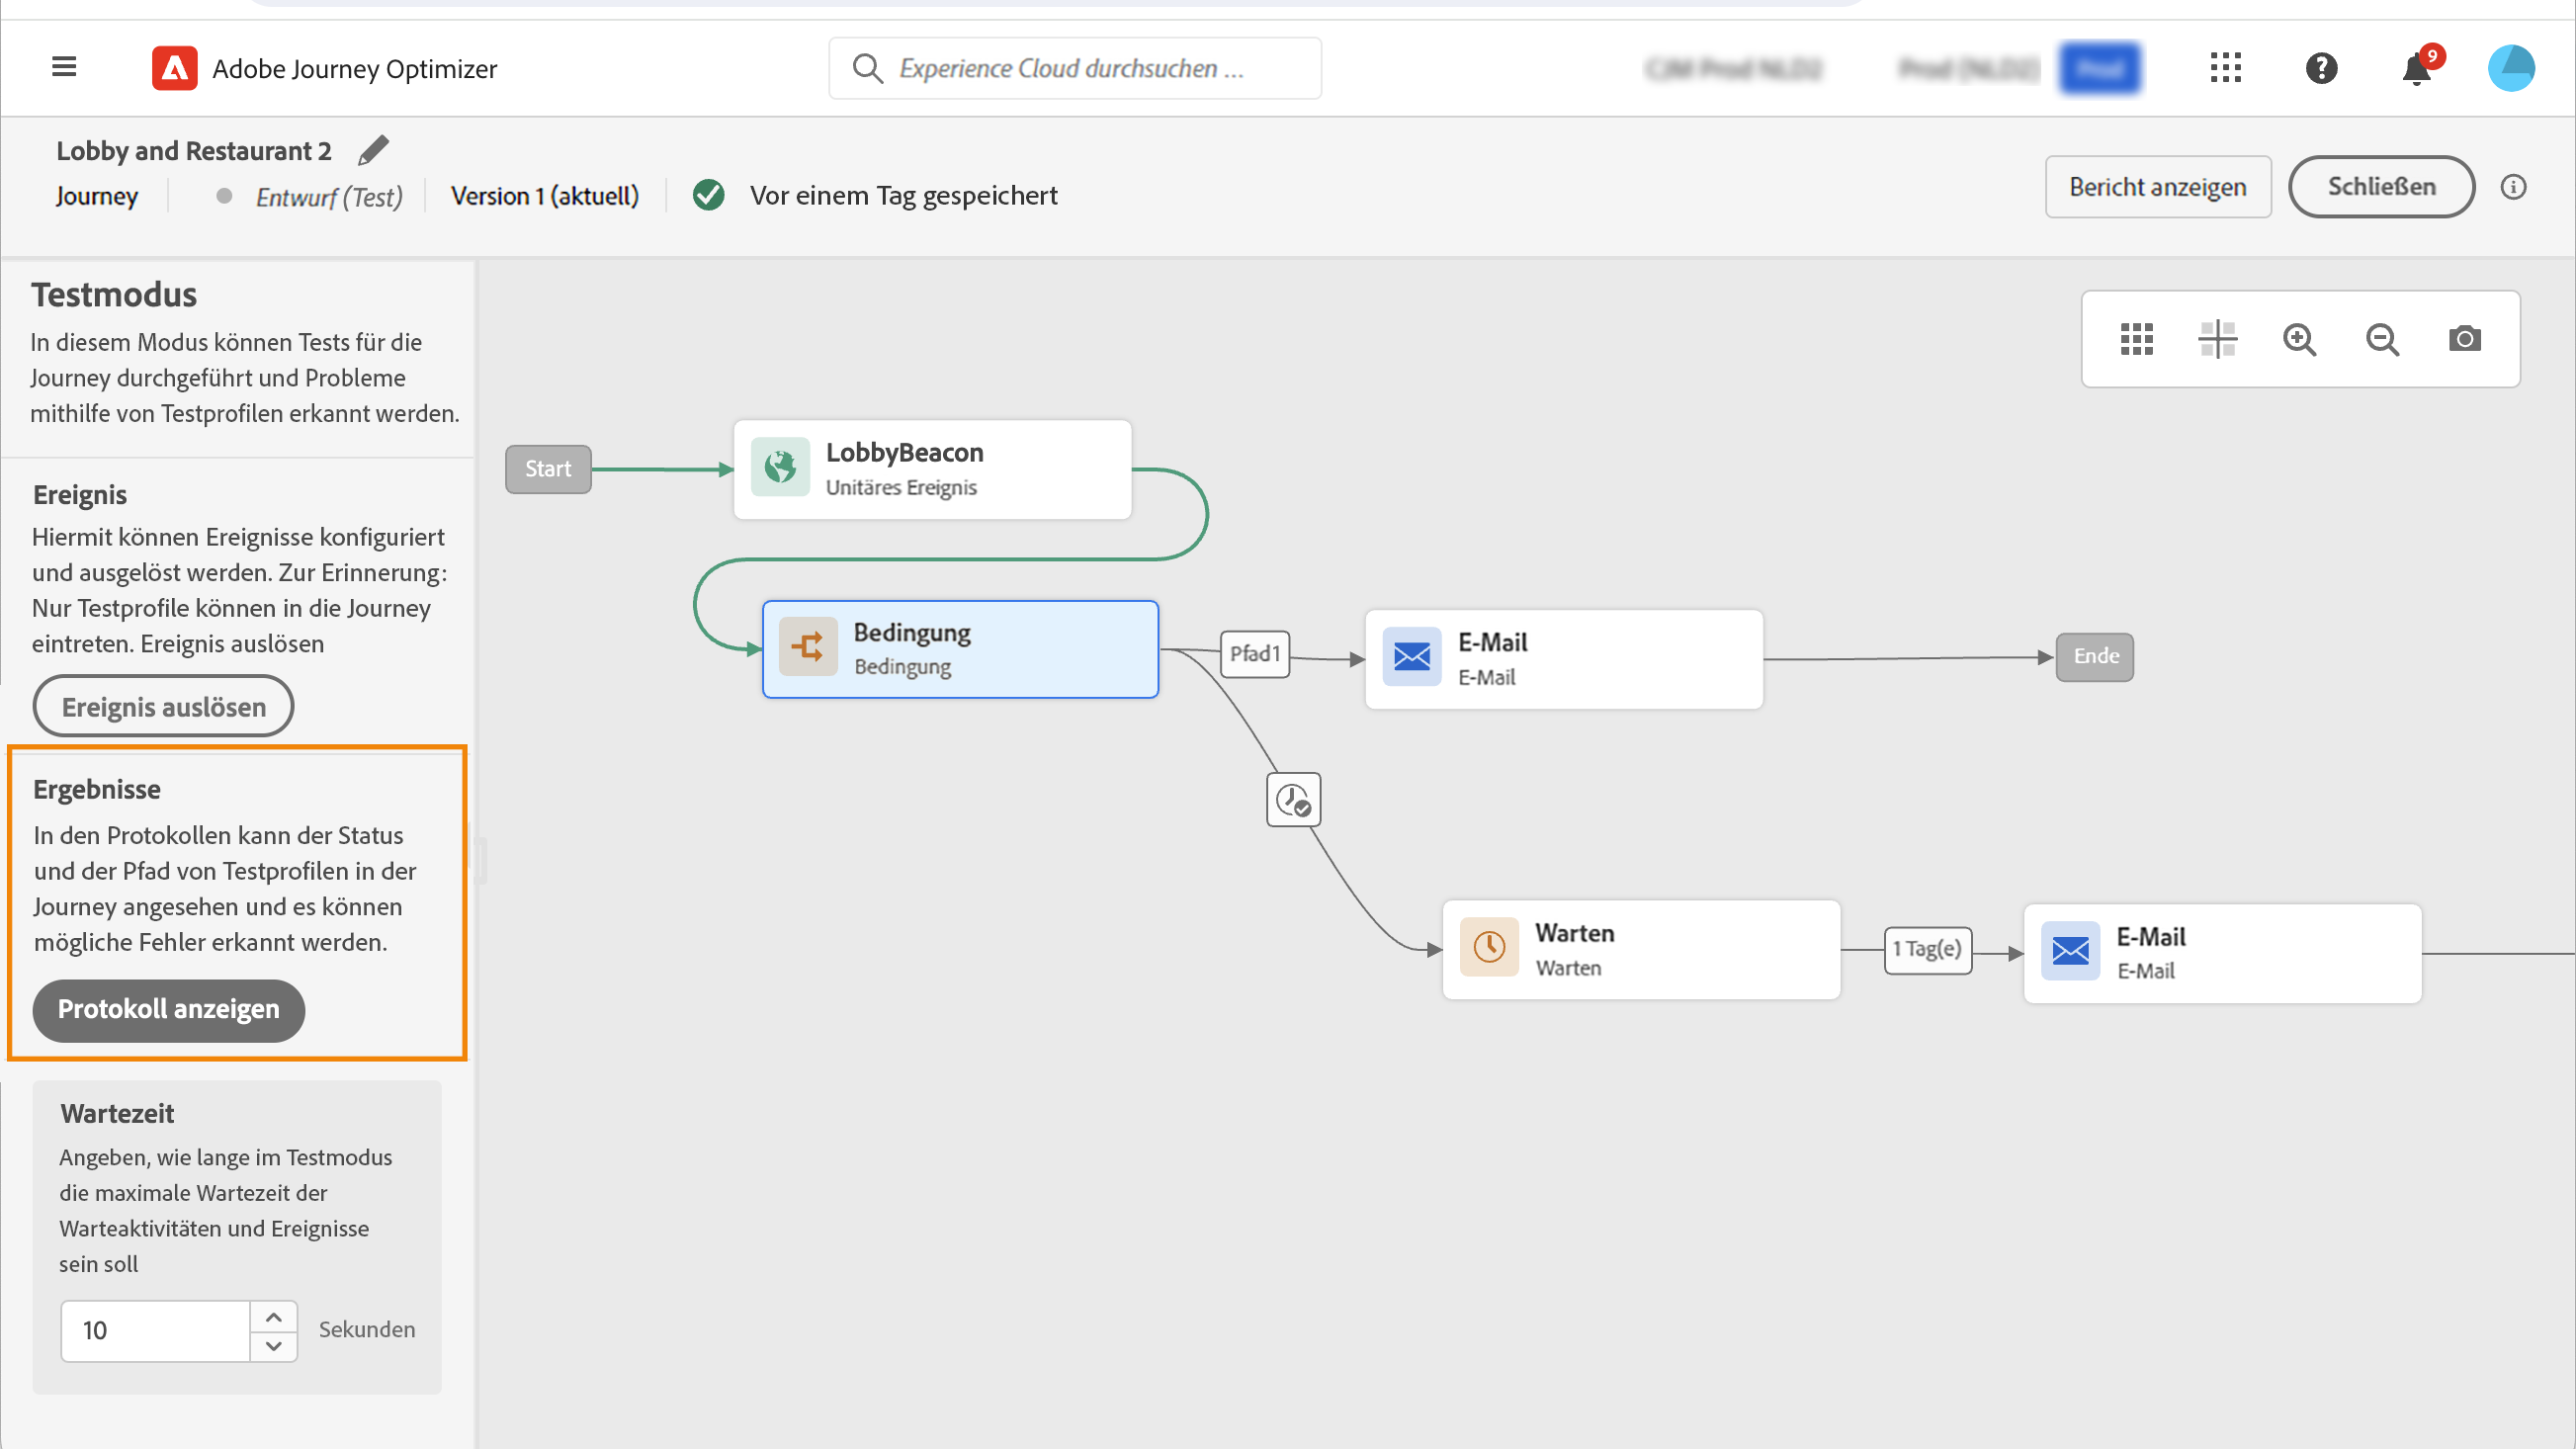 Adobe Journey Optimizer
Experience Cloud durchsuchen ...
9
Lobby and Restaurant 2
Journey
Entwurf (Test)
Version 1 (aktuell)
Vor einem Tag gespeichert
Bericht anzeigen
Schließen
Testmodus
In diesem Modus können Tests für die
Journey durchgeführt und Probleme
mithilfe von Testprofilen erkannt werden.
Ereignis
Hiermit können Ereignisse konfiguriert
und ausgelöst werden. Zur Erinnerung:
Nur Testprofile können in die Journey
eintreten. Ereignis auslösen
Ereignis auslösen
Ergebnisse
In den Protokollen kann der Status
und der Pfad von Testprofilen in der
Journey angesehen und es können
mögliche Fehler erkannt werden.
Protokoll anzeigen
Wartezeit
Angeben, wie lange im Testmodus
die maximale Wartezeit der
Warteaktivitäten und Ereignisse
sein soll
10
Sekunden
Start
LobbyBeacon
Unitäres Ereignis
Bedingung
Bedingung
Pfad1
E-Mail
E-Mail
Ende
Warten
Warten
1 Tag(e)
E-Mail
E-Mail